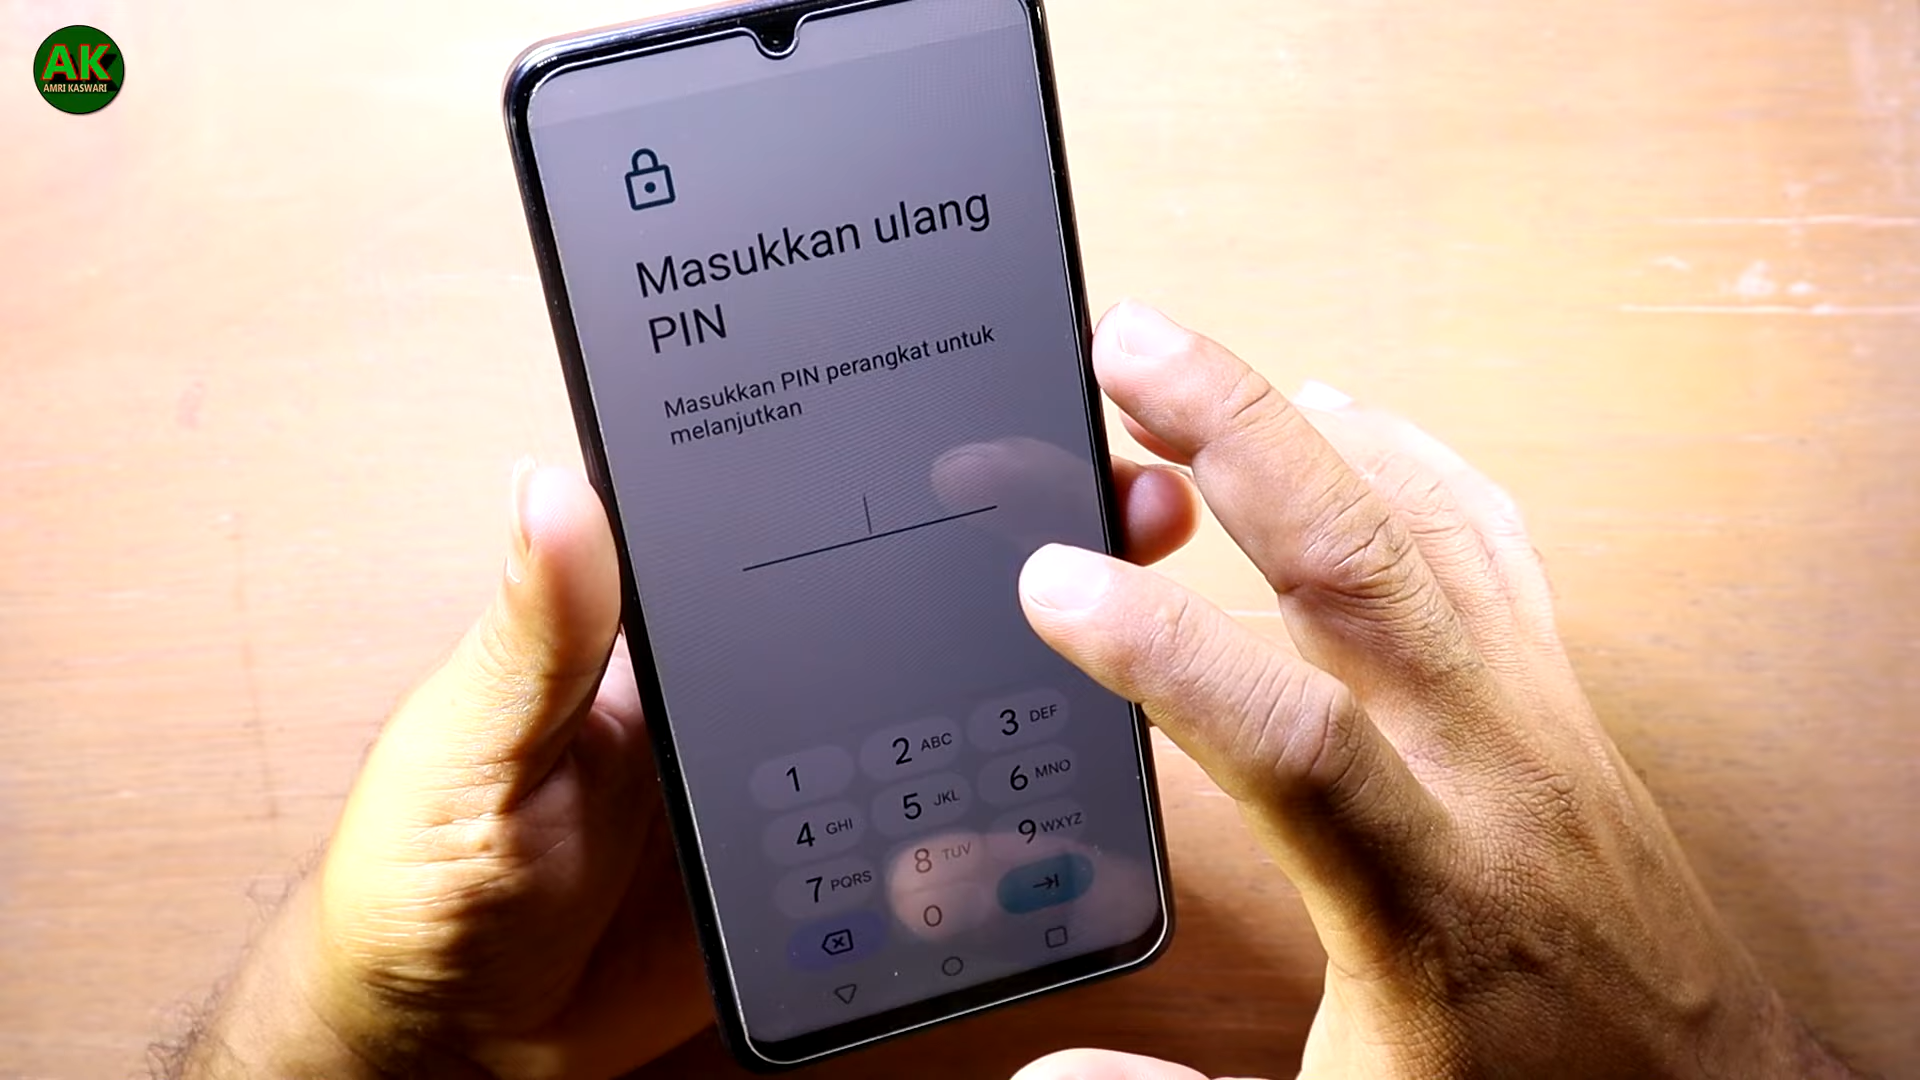 AK
AMRI KASWARI
Masukkan ulang
PIN
Masukkan PIN perangkat untuk
melanjutkan
1
2 ABC
3 DEF
4 GHI
5 JKL
6 MNO
7 PQRS
8 TUV
9 WXYZ
0